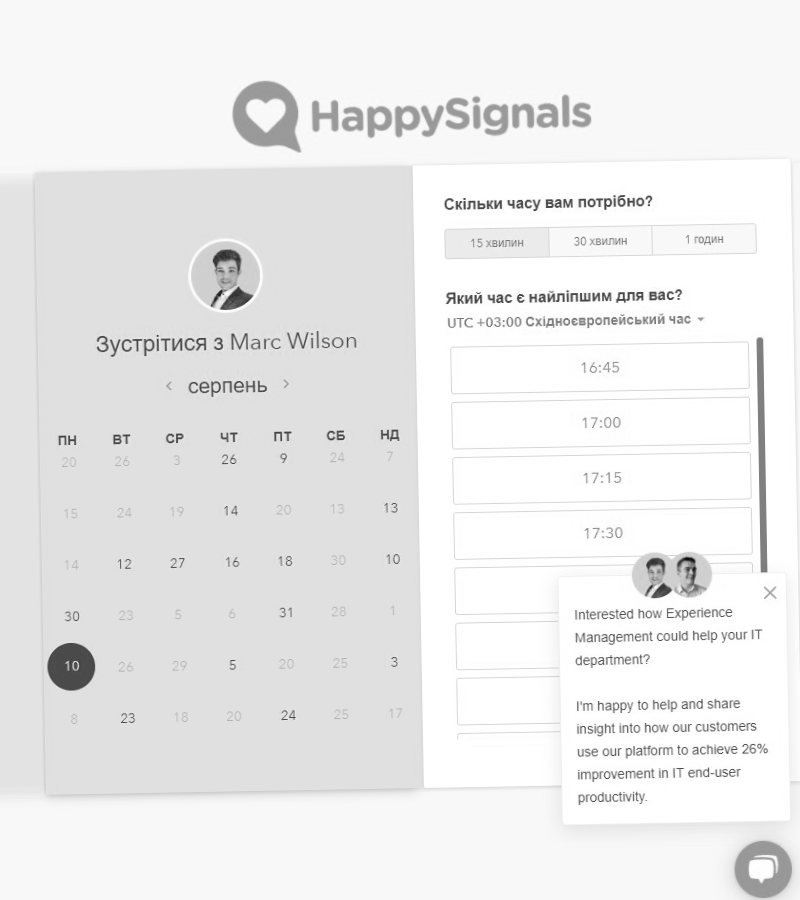 HappySignals
Зустрітися з Marc Wilson
серпень
ПН ВТ СР ЧТ ПТ СБ НД
20 26 3 26 9 24 7
15 24 19 14 20 13 13
14 12 27 16 18 30 10
30 23 5 6 31 28 1
10 26 29 5 20 25 3
8 23 18 20 24 25 17
Скільки часу вам потрібно?
15 хвилин 30 хвилин 1 годин
Який час є найліпшим для вас?
UTC +03:00 Східноєвропейський час
16:45
17:00
17:15
17:30
Interested how Experience
Management could help your IT
department?
I'm happy to help and share
insight into how our customers
use our platform to achieve 26%
improvement in IT end-user
productivity.